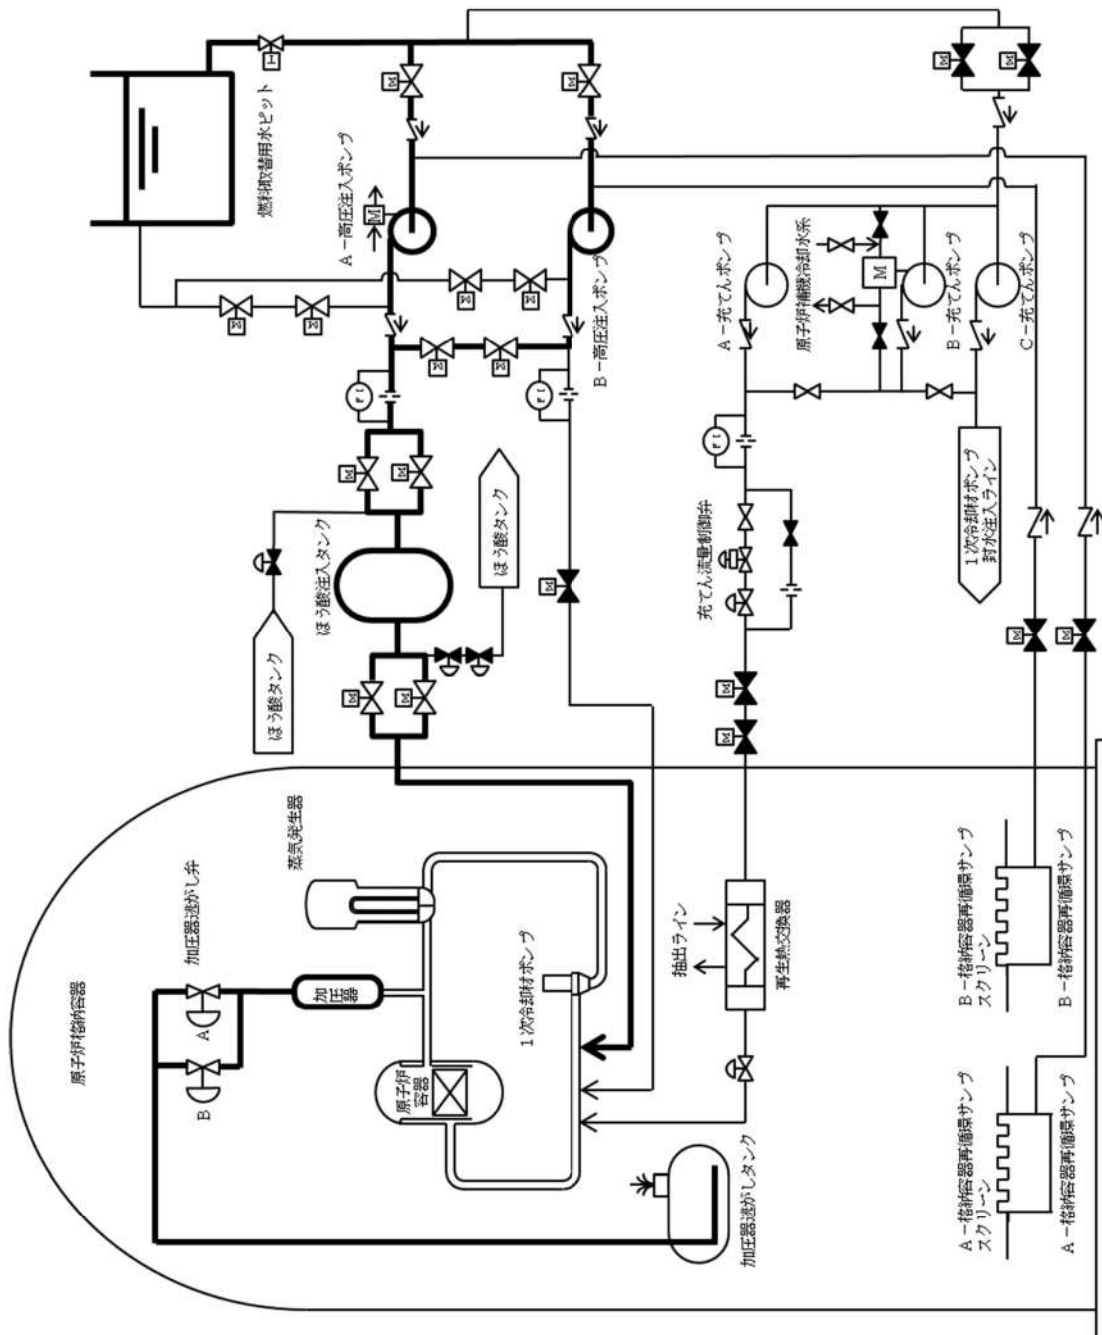 原子炉格納容器
加圧器逃がし弁
A
B
加圧器
蒸気発生器
原子炉
容器
1次冷却材ポンプ
加圧器逃がしタンク
抽出ライン
再生熱交換器
A-格納容器再循環サンプ
スクリーン
A-格納容器再循環サンプ
B-格納容器再循環サンプ
スクリーン
B-格納容器再循環サンプ
ほう酸タンク
ほう酸注入タンク
ほう酸タンク
充てん流量制御弁
1次冷却材ポンプ
封水注入ライン
燃料取替用水ピット
A-高圧注入ポンプ
M
B-高圧注入ポンプ
A-充てんポンプ
原子炉補機冷却水系
M
B-充てんポンプ
C-充てんポンプ